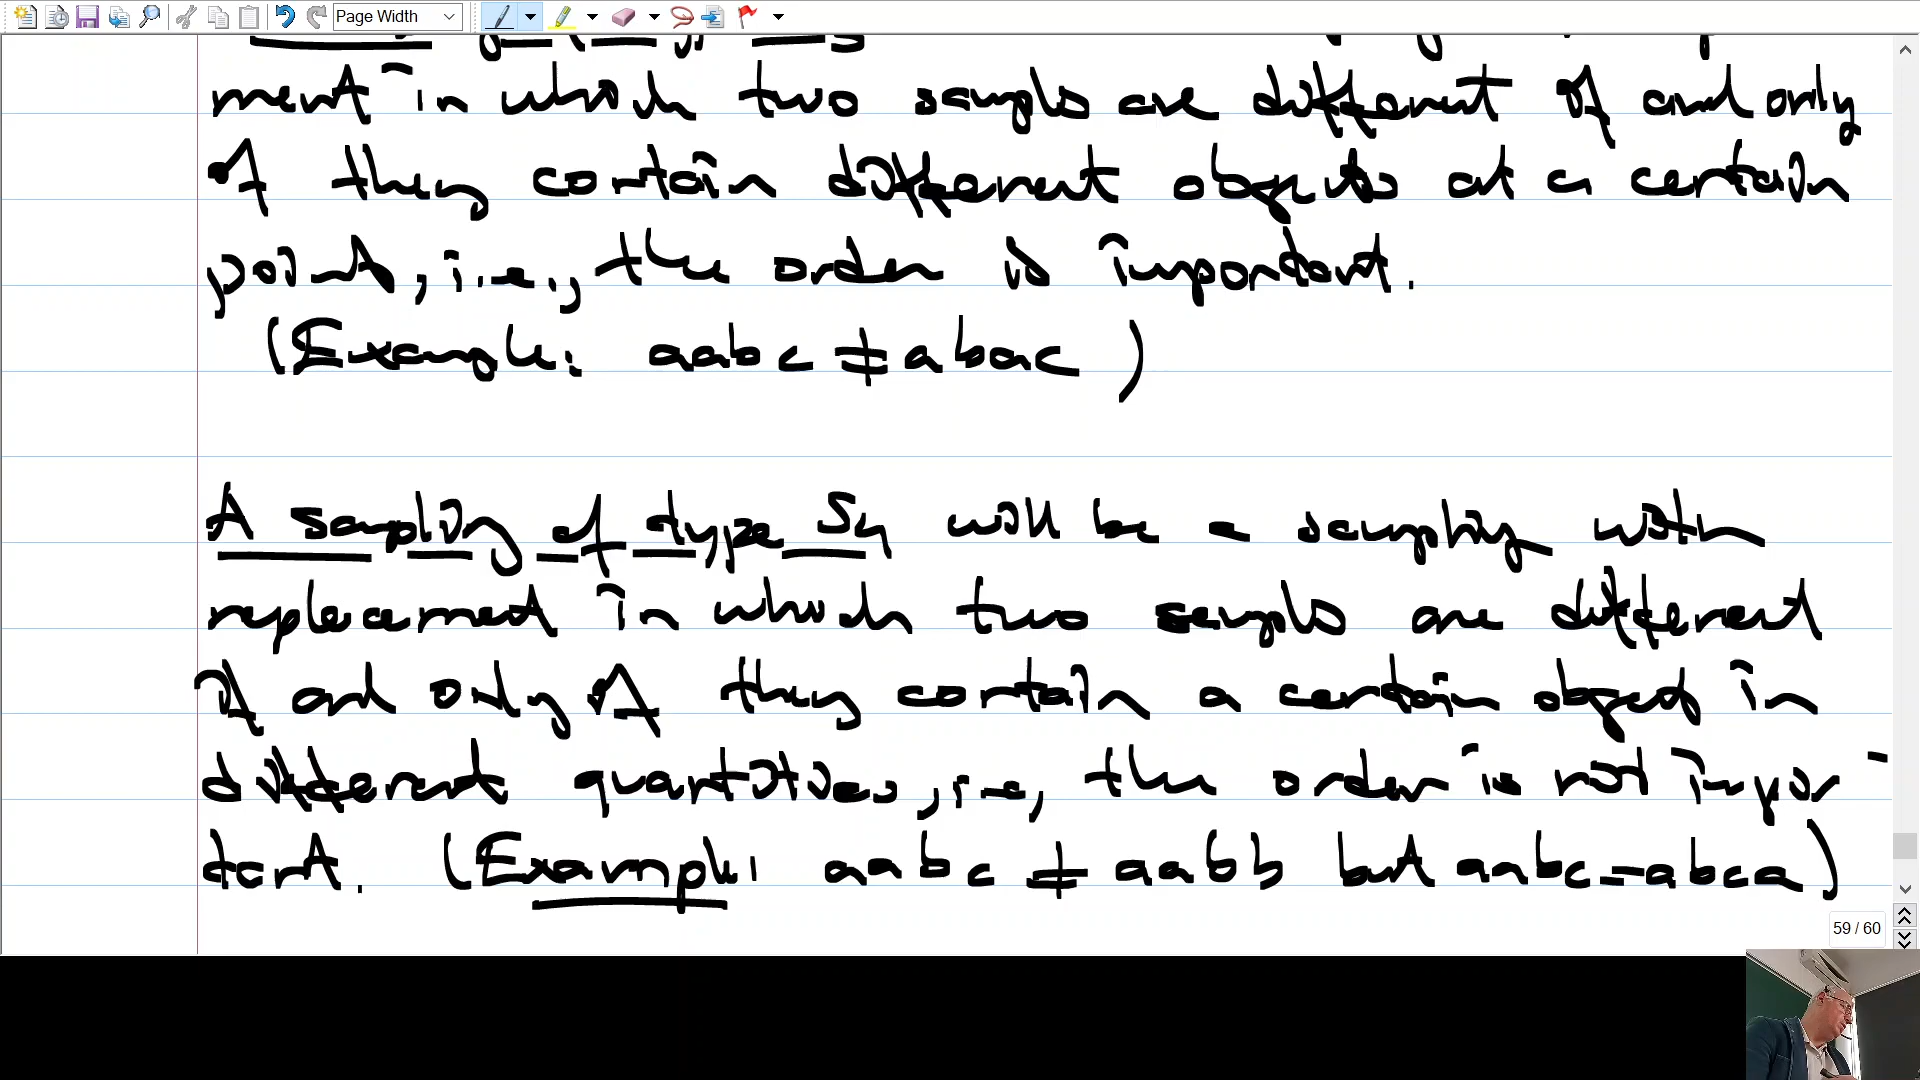 Page Width
ment in which two samples are different if and only
if they contain different objects at a certain
point, i.e., the order is important.
(Example: aabc ≠ abac)
A sampling of type S4 will be a sampling with
replacement in which two samples are different
if and only if they contain a certain object in
different quantities, i.e., the order is not impor-
tant. (Example: aabc ≠ aabb but aabc = abca)
59 / 60